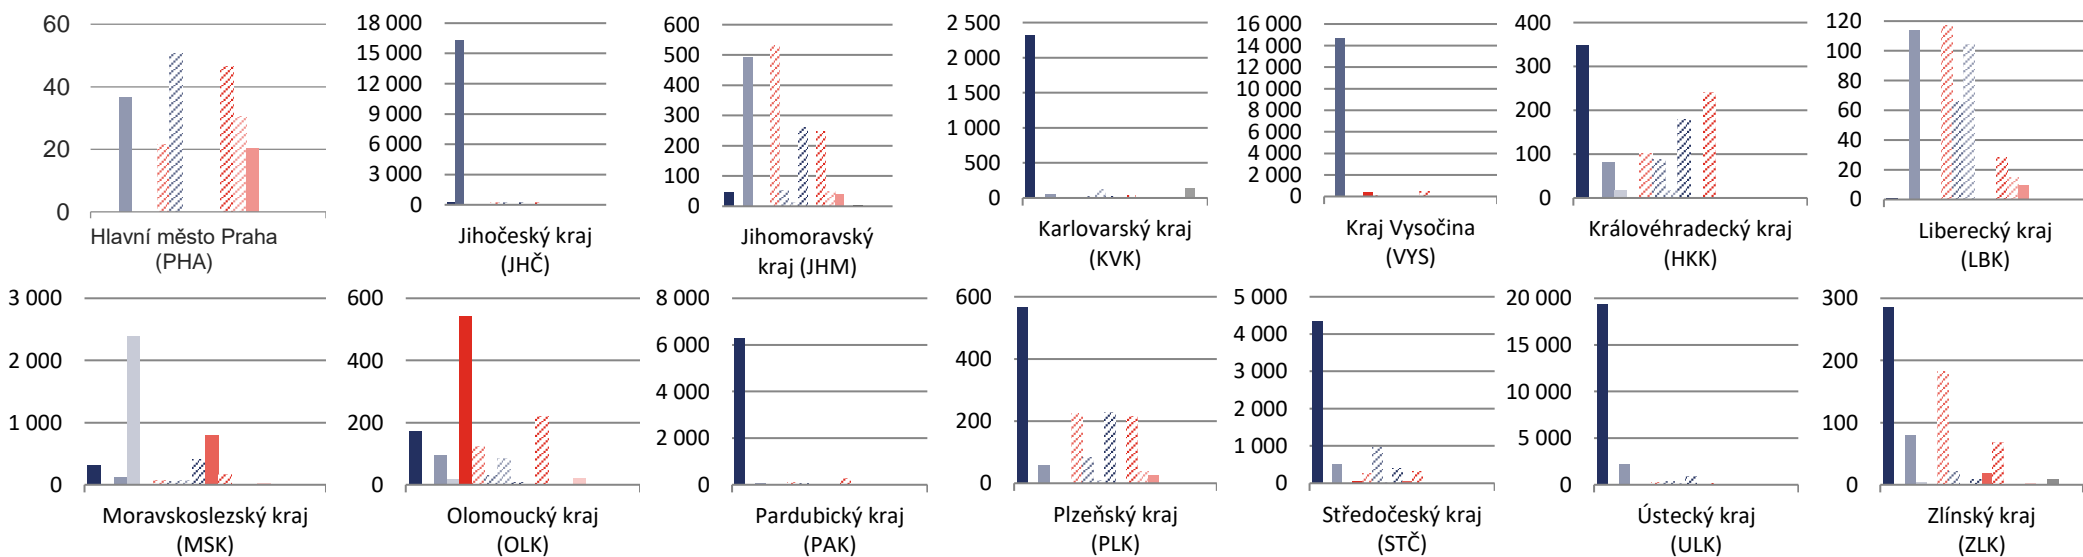 60
40
20
0
Hlavní město Praha
(PHA)
18 000
15 000
12 000
9 000
6 000
3 000
0
Jihočeský kraj
(JHČ)
600
500
400
300
200
100
0
Jihomoravský
kraj (JHM)
2 500
2 000
1 500
1 000
500
0
Karlovarský kraj
(KVK)
16 000
14 000
12 000
10 000
8 000
6 000
4 000
2 000
0
Kraj Vysočina
(VYS)
400
300
200
100
0
Královéhradecký kraj
(HKK)
120
100
80
60
40
20
0
Liberecký kraj
(LBK)
3 000
2 000
1 000
0
Moravskoslezský kraj
(MSK)
600
400
200
0
Olomoucký kraj
(OLK)
8 000
6 000
4 000
2 000
0
Pardubický kraj
(PAK)
600
400
200
0
Plzeňský kraj
(PLK)
5 000
4 000
3 000
2 000
1 000
0
Středočeský kraj
(STČ)
20 000
15 000
10 000
5 000
0
Ústecký kraj
(ULK)
300
200
100
0
Zlínský kraj
(ZLK)